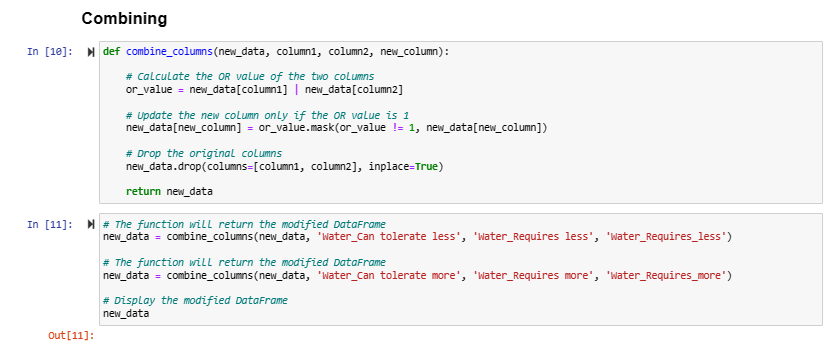 Combining
In [10]:
def combine_columns(new_data, column1, column2, new_column):
# Calculate the OR value of the two columns
or_value = new_data[column1] | new_data[column2]
# Update the new column only if the OR value is 1
new_data[new_column] = or_value.mask(or_value != 1, new_data[new_column])
# Drop the original columns
new_data.drop(columns=[column1, column2], inplace=True)
return new_data
In [11]:
# The function will return the modified DataFrame
new_data = combine_columns(new_data, 'Water_Can tolerate less', 'Water_Requires less', 'Water_Requires_less')
# The function will return the modified DataFrame
new_data = combine_columns(new_data, 'Water_Can tolerate more', 'Water_Requires more', 'Water_Requires_more')
# Display the modified DataFrame
new_data
Out[11]: